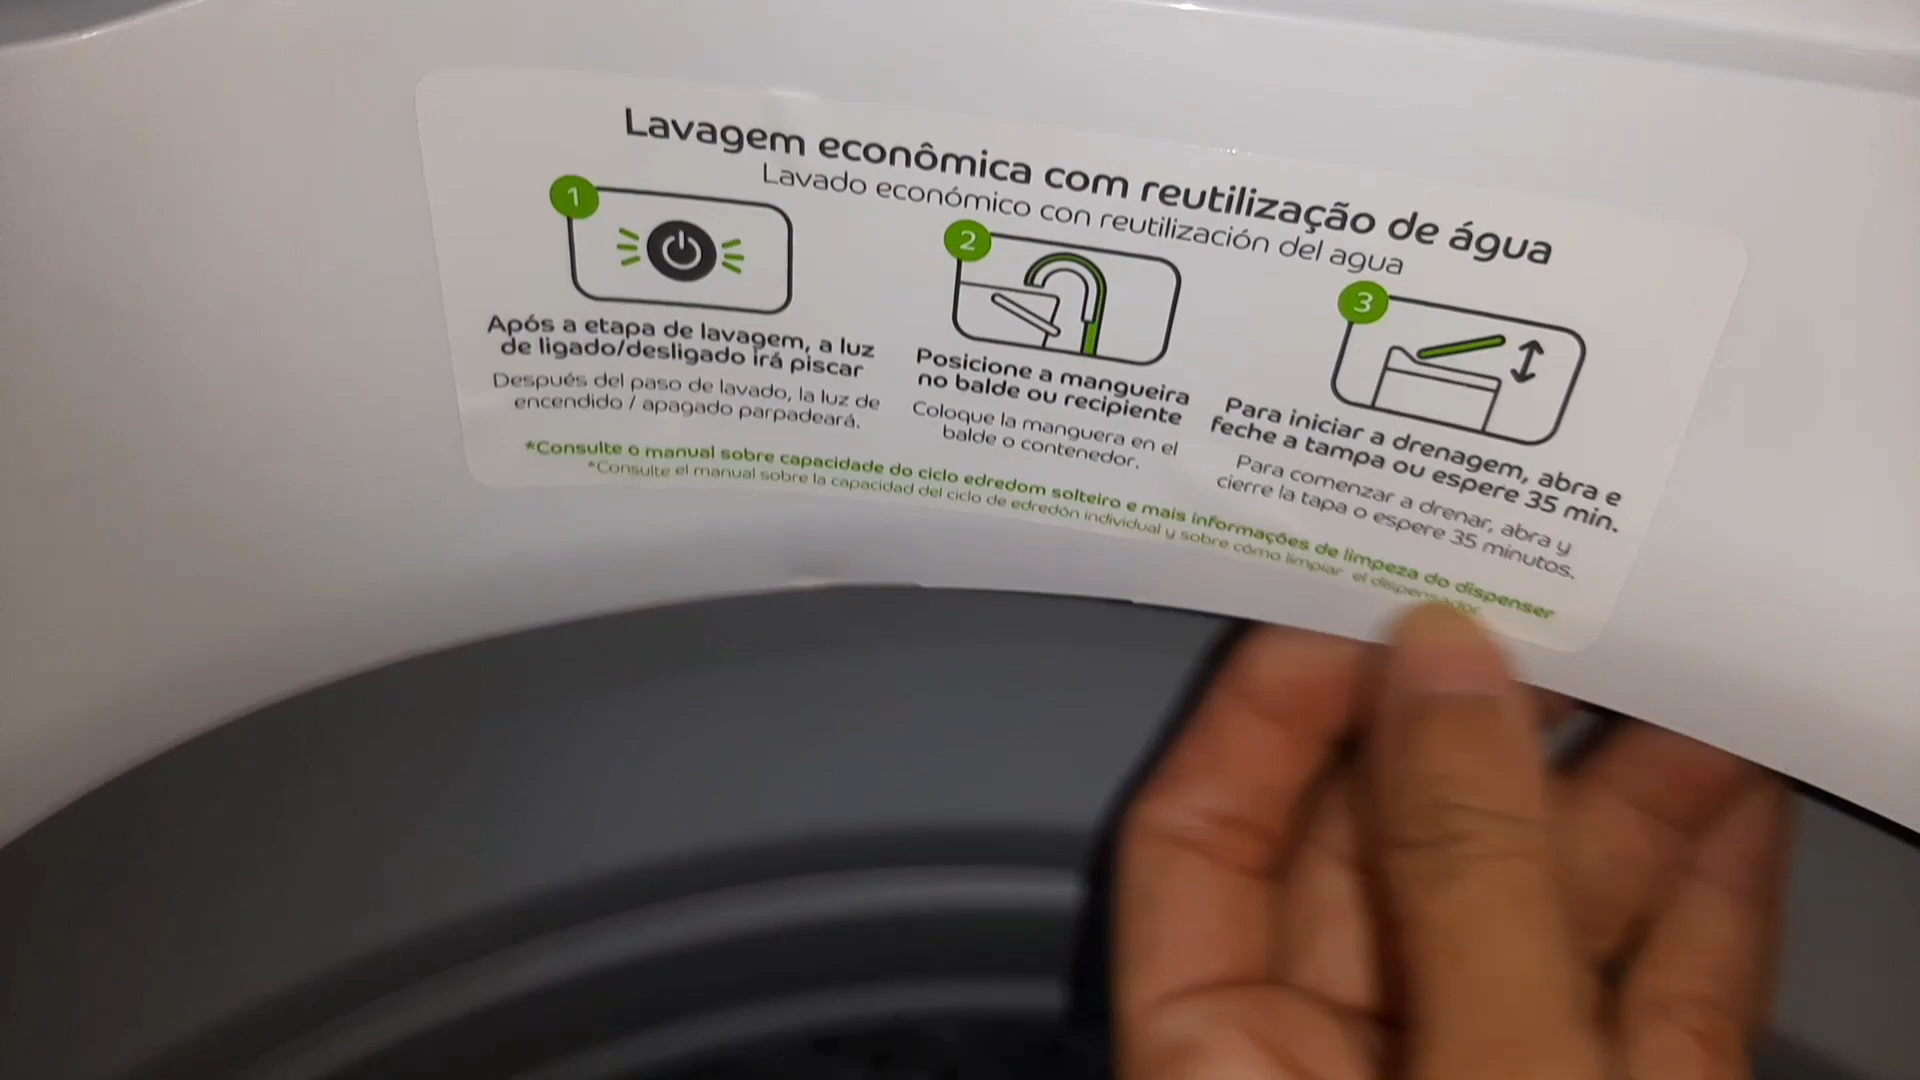 Lavagem econômica com reutilização de água
Lavado económico con reutilización del agua
1
Após a etapa de lavagem, a luz
de ligado/desligado irá piscar
Después del paso de lavado, la luz de
encendido / apagado parpadeará.
2
Posicione a mangueira
no balde ou recipiente
Coloque la manguera en el
balde o contenedor.
3
Para iniciar a drenagem, abra e
feche a tampa ou espere 35 min.
Para comenzar a drenar, abra y
cierre la tapa o espere 35 minutos.
*Consulte o manual sobre capacidade do ciclo edredom solteiro e mais informações de limpeza do dispenser
*Consulte el manual sobre la capacidad del ciclo de edredón individual y sobre cómo limpiar el dispensador.